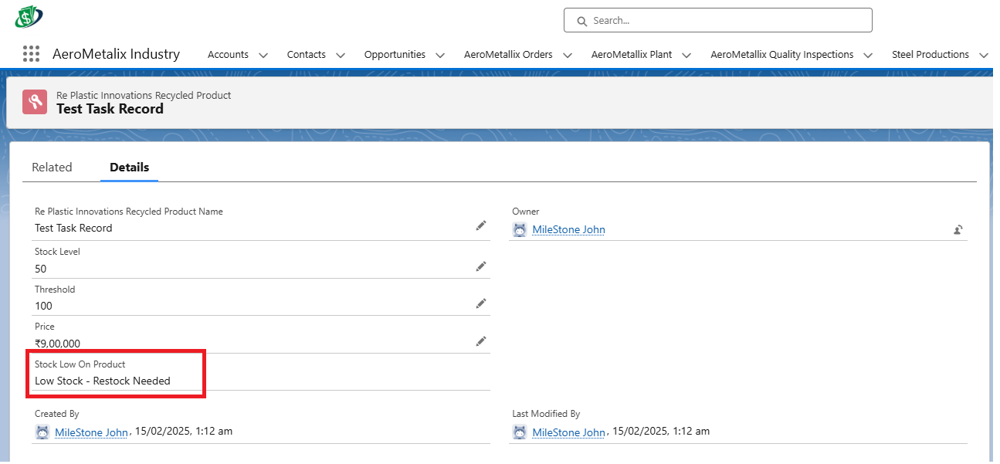 $
Search...
AeroMetalix Industry
Accounts
Contacts
Opportunities
AeroMetallix Orders
AeroMetallix Plant
AeroMetallix Quality Inspections
Steel Productions
Re Plastic Innovations Recycled Product
Test Task Record
Related
Details
Re Plastic Innovations Recycled Product Name
Test Task Record
Owner
MileStone John
Stock Level
50
Threshold
100
Price
₹9,00,000
Stock Low On Product
Low Stock - Restock Needed
Created By
MileStone John, 15/02/2025, 1:12 am
Last Modified By
MileStone John, 15/02/2025, 1:12 am